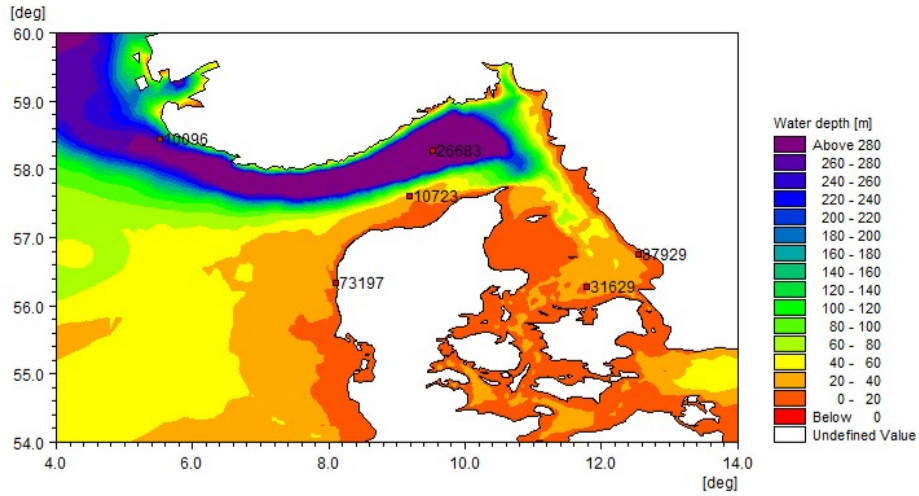 [deg]
60.0
59.0
58.0
57.0
56.0
55.0
54.0
4.0 6.0 8.0 10.0 12.0 14.0
[deg]
10096
26683
10723
87929
73197
31629
Water depth [m]
Above 280
260 - 280
240 - 260
220 - 240
200 - 220
180 - 200
160 - 180
140 - 160
120 - 140
100 - 120
80 - 100
60 - 80
40 - 60
20 - 40
0 - 20
Below 0
Undefined Value